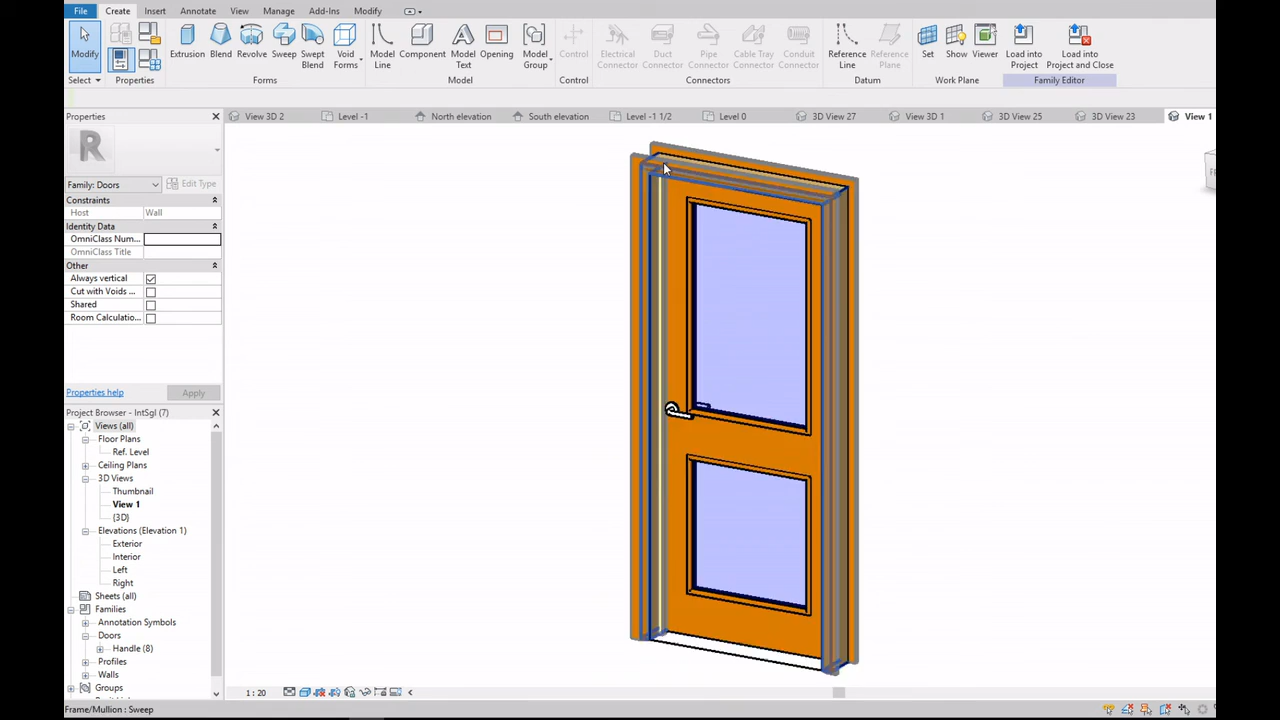 File Create Insert Annotate View Manage Add-Ins Modify
Modify Extrusion Blend Revolve Sweep Swept Blend Void Forms Model Line Component Model Text Opening Model Group Control Electrical Connector Duct Connector Pipe Connector Cable Tray Connector Conduit Connector Reference Line Reference Plane Set Show Viewer Load into Project Load into Project and Close
Select Properties Forms Model Control Connectors Datum Work Plane Family Editor
Properties
View 3D 2 Level -1 North elevation South elevation Level -1 1/2 Level 0 3D View 27 3D View 1 3D View 25 3D View 23 View 1
R
Family: Doors Edit Type
Constraints
Host Wall
Identity Data
OmniClass Num...
OmniClass Title
Other
Always vertical
Cut with Voids ...
Shared
Room Calculatio...
Properties help Apply
Project Browser - IntSgl (7)
Views (all)
Floor Plans
Ref. Level
Ceiling Plans
3D Views
Thumbnail
View 1
{3D}
Elevations (Elevation 1)
Exterior
Interior
Left
Right
Sheets (all)
Families
Annotation Symbols
Doors
Handle (8)
Profiles
Walls
Groups
1 : 20
Frame/Mullion : Sweep